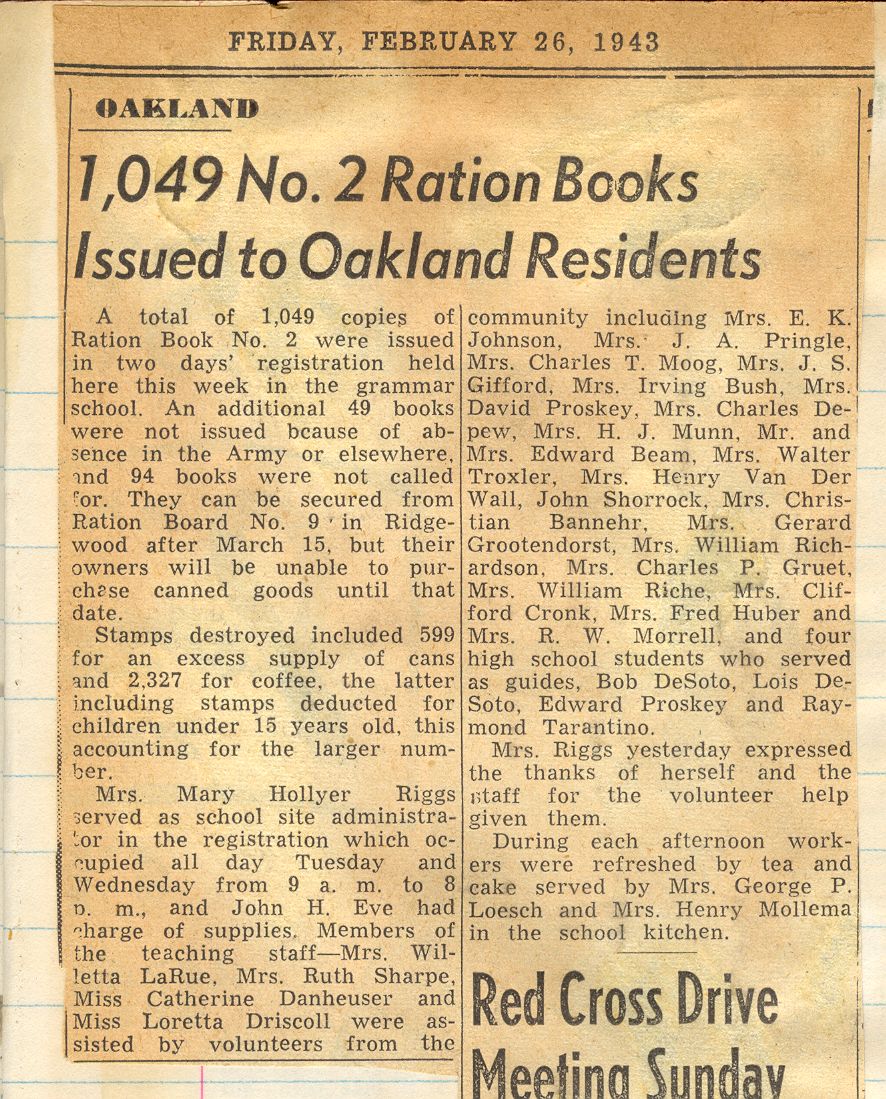 FRIDAY, FEBRUARY 26, 1943
OAKLAND
1,049 No. 2 Ration Books
Issued to Oakland Residents
A total of 1,049 copies of
Ration Book No. 2 were issued
in two days' registration held
here this week in the grammar
school. An additional 49 books
were not issued bcause of ab-
sence in the Army or elsewhere,
and 94 books were not called
for. They can be secured from
Ration Board No. 9 in Ridge-
wood after March 15, but their
owners will be unable to pur-
chase canned goods until that
date.
Stamps destroyed included 599
for an excess supply of cans
and 2,327 for coffee, the latter
including stamps deducted for
children under 15 years old, this
accounting for the larger num-
ber.
Mrs. Mary Hollyer Riggs
served as school site administra-
tor in the registration which oc-
cupied all day Tuesday and
Wednesday from 9 a. m. to 8
p. m., and John H. Eve had
charge of supplies. Members of
the teaching staff—Mrs. Wil-
letta LaRue, Mrs. Ruth Sharpe,
Miss Catherine Danheuser and
Miss Loretta Driscoll were as-
sisted by volunteers from the
community including Mrs. E. K.
Johnson, Mrs. J. A. Pringle,
Mrs. Charles T. Moog, Mrs. J. S.
Gifford, Mrs. Irving Bush, Mrs.
David Proskey, Mrs. Charles De-
pew, Mrs. H. J. Munn, Mr. and
Mrs. Edward Beam, Mrs. Walter
Troxler, Mrs. Henry Van Der
Wall, John Shorrock, Mrs. Chris-
tian Bannehr, Mrs. Gerard
Grootendorst, Mrs. William Rich-
ardson, Mrs. Charles P. Gruet,
Mrs. William Riche, Mrs. Clif-
ford Cronk, Mrs. Fred Huber and
Mrs. R. W. Morrell, and four
high school students who served
as guides, Bob DeSoto, Lois De-
Soto, Edward Proskey and Ray-
mond Tarantino.
Mrs. Riggs yesterday expressed
the thanks of herself and the
staff for the volunteer help
given them.
During each afternoon work-
ers were refreshed by tea and
cake served by Mrs. George P.
Loesch and Mrs. Henry Mollema
in the school kitchen.
Red Cross Drive
Meeting Sunday